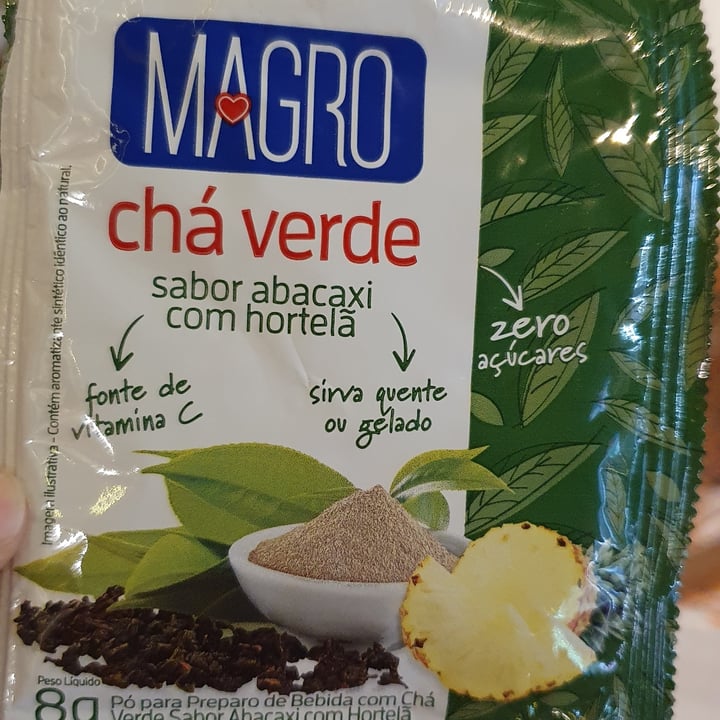 MAGRO
chá verde
sabor abacaxi
com hortelã
zero
açúcares
fonte de
vitamina C
sirva quente
ou gelado
Imagem ilustrativa - Contém aromatizante sintético idêntico ao natural.
Peso Líquido
8g
Pó para Preparo de Bebida com Chá
Verde Sabor Abacaxi com Hortelã